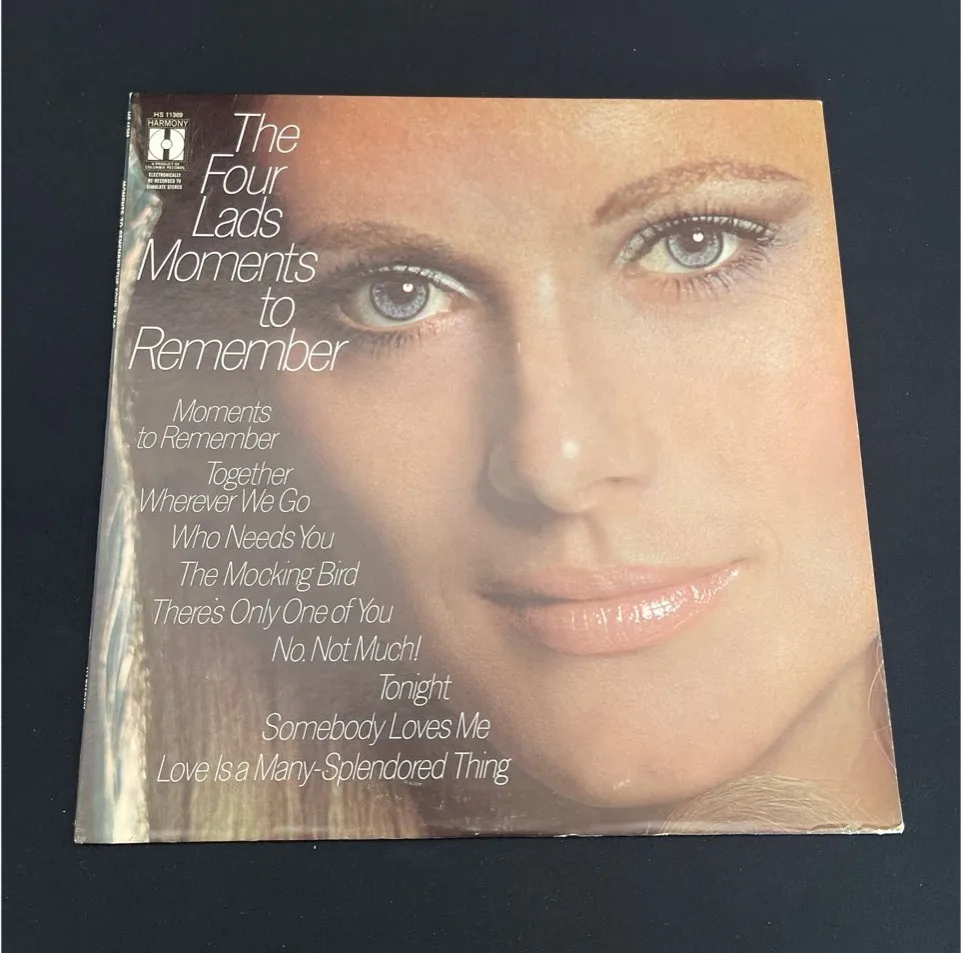 HS 11369
HARMONY
A PRODUCT OF
COLUMBIA RECORDS
ELECTRONICALLY
RE-RECORDED TO
SIMULATE STEREO
The
Four
Lads
Moments
to
Remember
Moments
to Remember
Together
Wherever We Go
Who Needs You
The Mocking Bird
There's Only One of You
No, Not Much!
Tonight
Somebody Loves Me
Love Is a Many-Splendored Thing